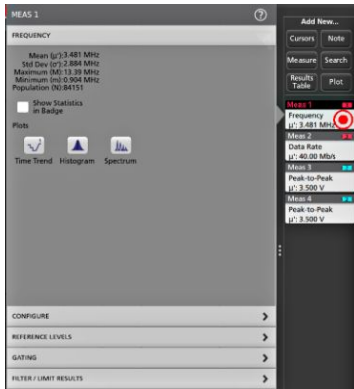 MEAS 1
?
FREQUENCY
Mean (µ'): 3.481 MHz
Std Dev (σ'): 2.884 MHz
Maximum (M): 13.39 MHz
Minimum (m): 0.904 MHz
Population (N): 84151
Show Statistics
in Badge
Plots
Time Trend Histogram Spectrum
CONFIGURE
REFERENCE LEVELS
GATING
FILTER / LIMIT RESULTS
Add New...
Cursors Note
Measure Search
Results
Table Plot
Meas 1
Frequency
µ': 3.481 MHz
Meas 2
Data Rate
µ': 40.00 Mb/s
Meas 3
Peak-to-Peak
µ': 3.500 V
Meas 4
Peak-to-Peak
µ': 3.500 V